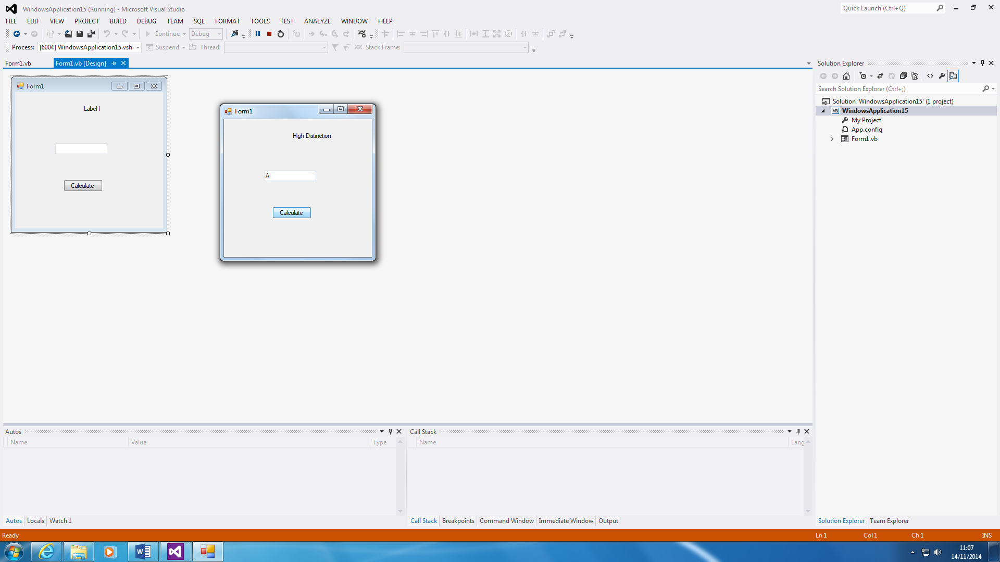 WindowsApplication15 (Running) - Microsoft Visual Studio
Quick Launch (Ctrl+Q)
FILE EDIT VIEW PROJECT BUILD DEBUG TEAM SQL FORMAT TOOLS TEST ANALYZE WINDOW HELP
Continue Debug
Process: [6004] WindowsApplication15.vsh Suspend Thread: Stack Frame:
Form1.vb Form1.vb [Design]
Form1
Label1
Calculate
Form1
High Distinction
A
Calculate
Solution Explorer
Search Solution Explorer (Ctrl+;)
Solution 'WindowsApplication15' (1 project)
VB WindowsApplication15
My Project
App.config
Form1.vb
Autos
Name Value Type
Autos Locals Watch 1
Call Stack
Name Lang
Call Stack Breakpoints Command Window Immediate Window Output
Solution Explorer Team Explorer
Ready Ln 1 Col 1 Ch 1 INS
11:07
14/11/2014